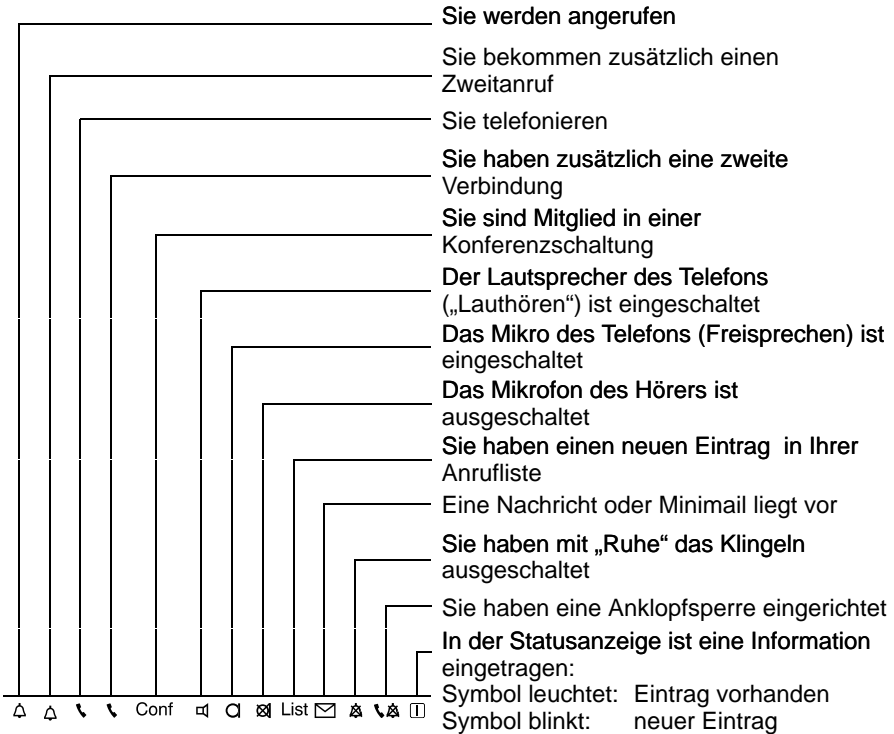 Sie werden angerufen
Sie bekommen zusätzlich einen
Zweitanruf
Sie telefonieren
Sie haben zusätzlich eine zweite
Verbindung
Sie sind Mitglied in einer
Konferenzschaltung
Der Lautsprecher des Telefons
(„Lauthören“) ist eingeschaltet
Das Mikro des Telefons (Freisprechen) ist
eingeschaltet
Das Mikrofon des Hörers ist
ausgeschaltet
Sie haben einen neuen Eintrag in Ihrer
Anrufliste
Eine Nachricht oder Minimail liegt vor
Sie haben mit „Ruhe“ das Klingeln
ausgeschaltet
Sie haben eine Anklopfsperre eingerichtet
In der Statusanzeige ist eine Information
eingetragen:
Symbol leuchtet: Eintrag vorhanden
Symbol blinkt: neuer Eintrag
Conf List